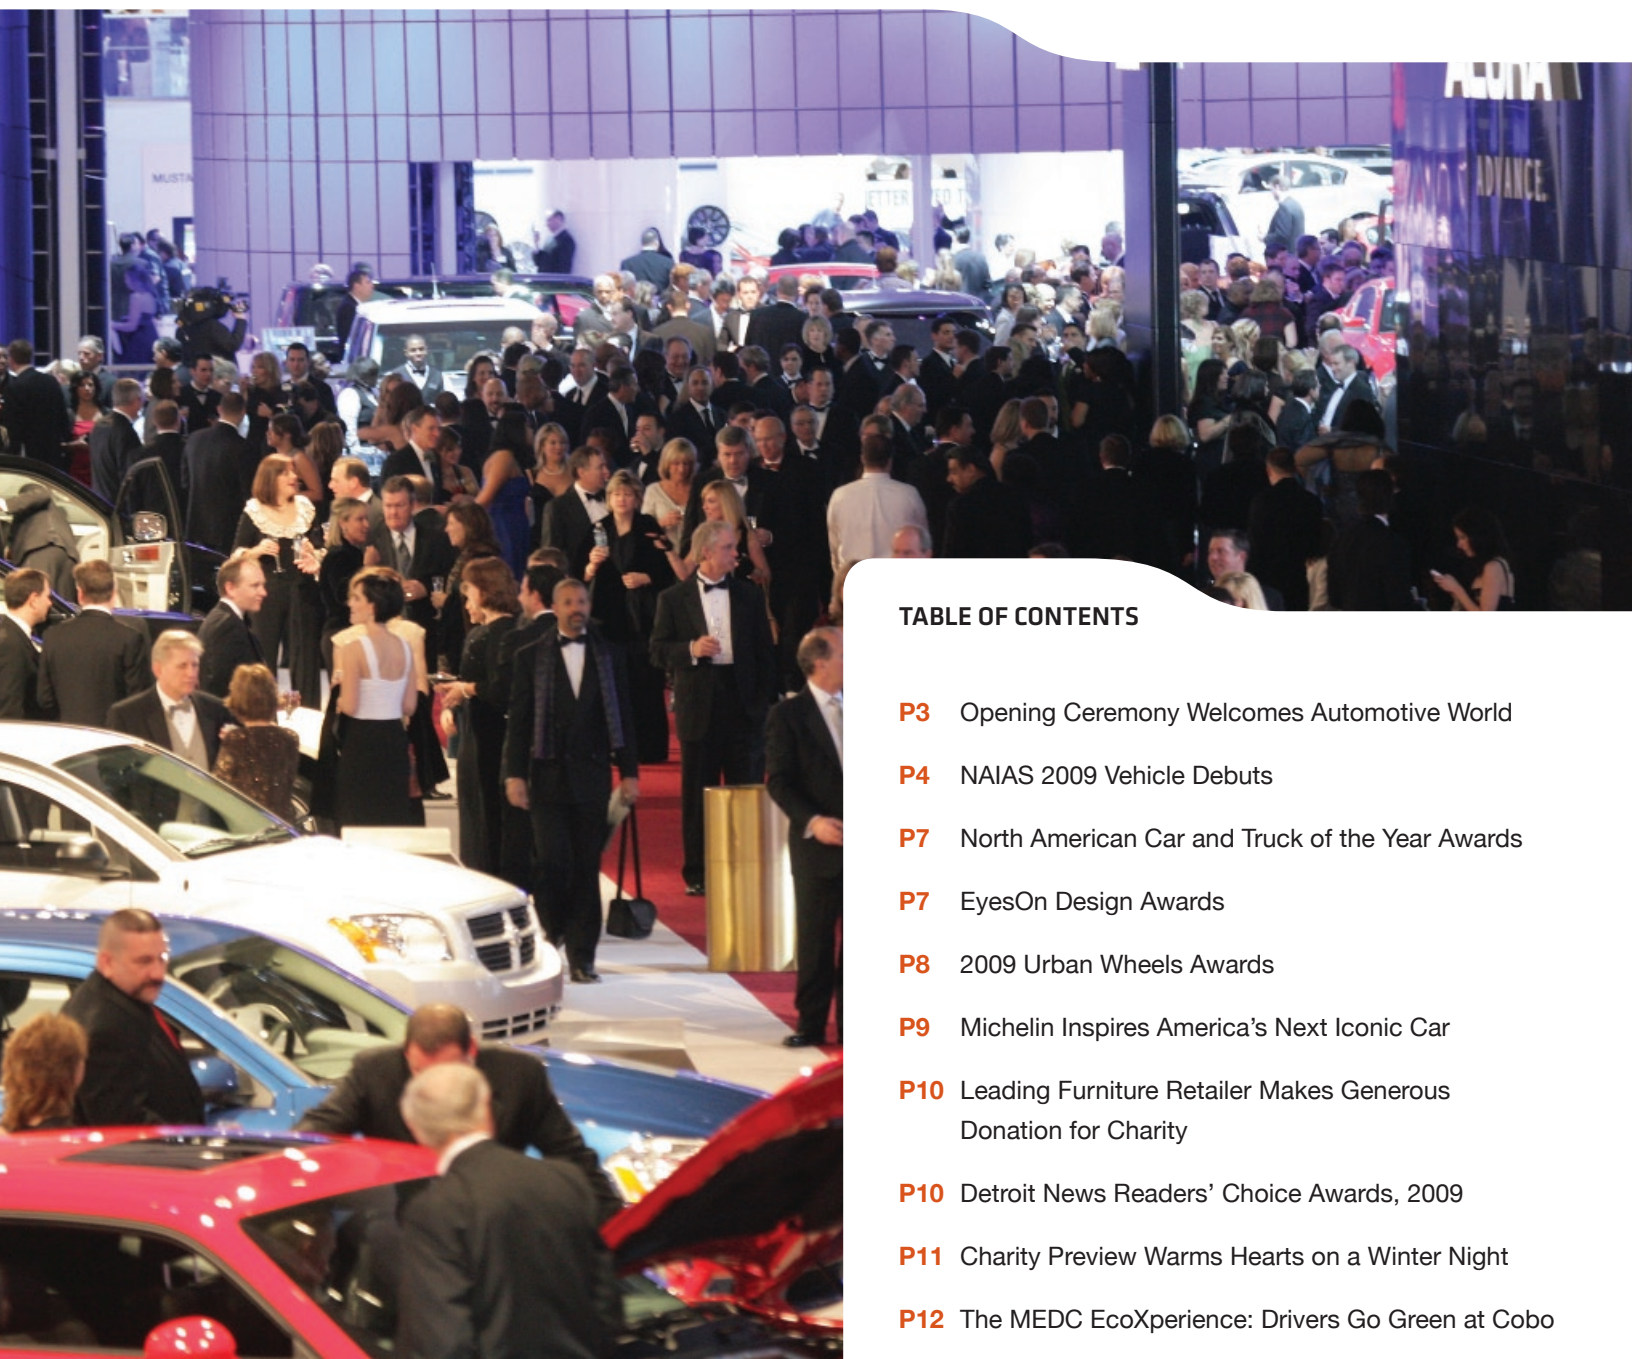 ACURA
ADVANCE.
TABLE OF CONTENTS
P3 Opening Ceremony Welcomes Automotive World
P4 NAIAS 2009 Vehicle Debuts
P7 North American Car and Truck of the Year Awards
P7 EyesOn Design Awards
P8 2009 Urban Wheels Awards
P9 Michelin Inspires America’s Next Iconic Car
P10 Leading Furniture Retailer Makes Generous
Donation for Charity
P10 Detroit News Readers’ Choice Awards, 2009
P11 Charity Preview Warms Hearts on a Winter Night
P12 The MEDC EcoXperience: Drivers Go Green at Cobo